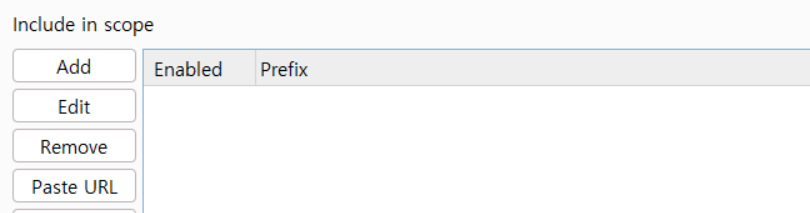 Include in scope
Add
Enabled Prefix
Edit
Remove
Paste URL